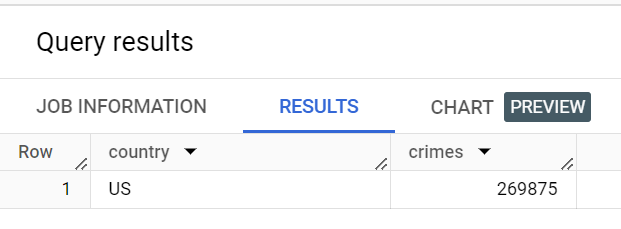 Query results
JOB INFORMATION RESULTS CHART PREVIEW
Row country crimes
1 US 269875